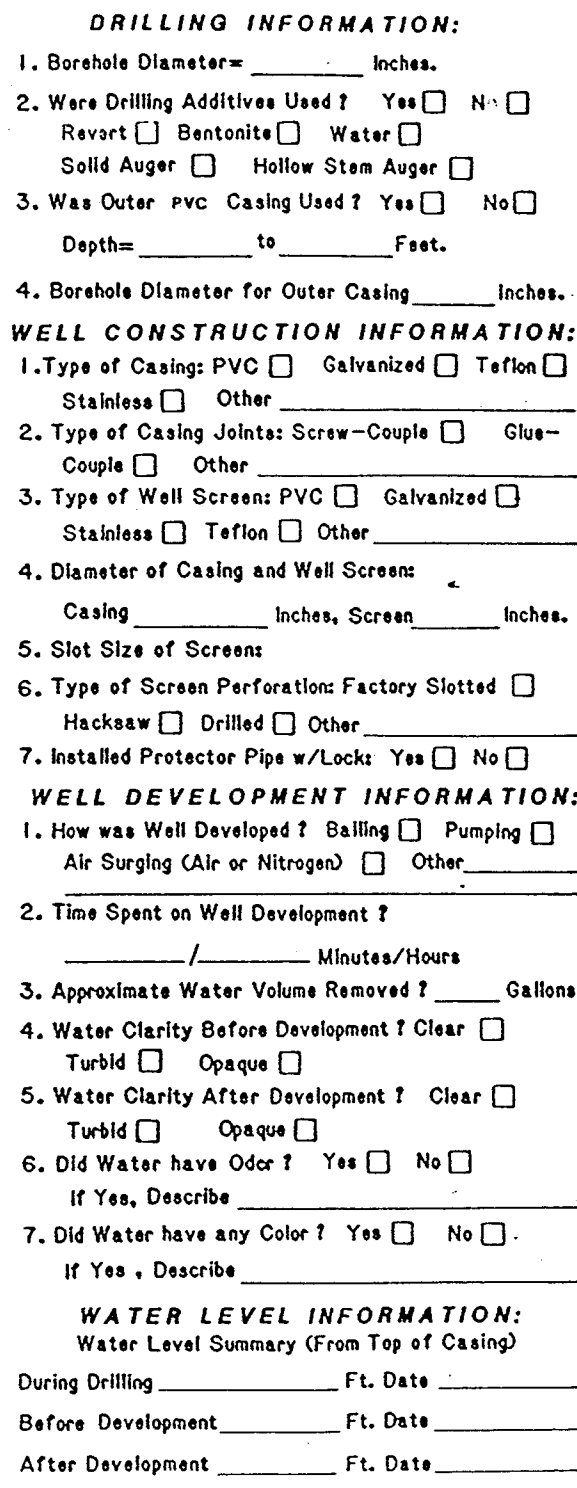 DRILLING INFORMATION:
1. Borehole Diameter= ________ Inches.
2. Were Drilling Additives Used ? Yes □ No □
Revert □ Bentonite □ Water □
Solid Auger □ Hollow Stem Auger □
3. Was Outer PVC Casing Used ? Yes □ No □
Depth= ________ to ________ Feet.
4. Borehole Diameter for Outer Casing ______ Inches.
WELL CONSTRUCTION INFORMATION:
1. Type of Casing: PVC □ Galvanized □ Teflon □
Stainless □ Other ________
2. Type of Casing Joints: Screw-Couple □ Glue-
Couple □ Other ________
3. Type of Well Screen: PVC □ Galvanized □
Stainless □ Teflon □ Other ________
4. Diameter of Casing and Well Screen:
Casing ________ Inches, Screen ______ Inches.
5. Slot Size of Screen:
6. Type of Screen Perforation: Factory Slotted □
Hacksaw □ Drilled □ Other ________
7. Installed Protector Pipe w/Lock: Yes □ No □
WELL DEVELOPMENT INFORMATION:
1. How was Well Developed ? Bailing □ Pumping □
Air Surging (Air or Nitrogen) □ Other ________
2. Time Spent on Well Development ?
________/________ Minutes/Hours
3. Approximate Water Volume Removed ? _____ Gallons
4. Water Clarity Before Development ? Clear □
Turbid □ Opaque □
5. Water Clarity After Development ? Clear □
Turbid □ Opaque □
6. Did Water have Odor ? Yes □ No □
If Yes, Describe ________
7. Did Water have any Color ? Yes □ No □
If Yes , Describe ________
WATER LEVEL INFORMATION:
Water Level Summary (From Top of Casing)
During Drilling ________ Ft. Date ________
Before Development ________ Ft. Date ________
After Development ________ Ft. Date ________